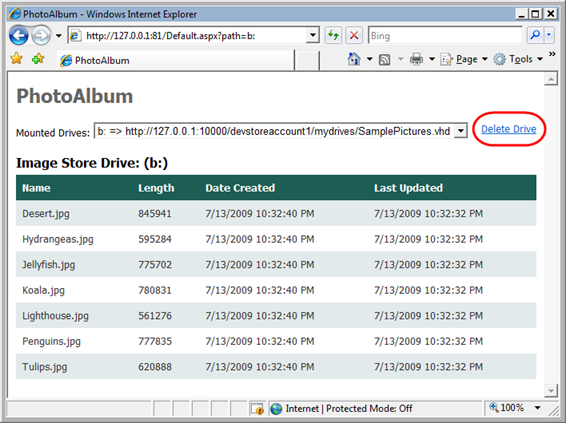 PhotoAlbum - Windows Internet Explorer
http://127.0.0.1:81/Default.aspx?path=b:
Bing
PhotoAlbum
Page
Tools
PhotoAlbum
Mounted Drives: b: => http://127.0.0.1:10000/devstoreaccount1/mydrives/SamplePictures.vhd Delete Drive
Image Store Drive: (b:)
Name Length Date Created Last Updated
Desert.jpg 845941 7/13/2009 10:32:40 PM 7/13/2009 10:32:32 PM
Hydrangeas.jpg 595284 7/13/2009 10:32:40 PM 7/13/2009 10:32:32 PM
Jellyfish.jpg 775702 7/13/2009 10:32:40 PM 7/13/2009 10:32:32 PM
Koala.jpg 780831 7/13/2009 10:32:40 PM 7/13/2009 10:32:32 PM
Lighthouse.jpg 561276 7/13/2009 10:32:40 PM 7/13/2009 10:32:32 PM
Penguins.jpg 777835 7/13/2009 10:32:40 PM 7/13/2009 10:32:32 PM
Tulips.jpg 620888 7/13/2009 10:32:40 PM 7/13/2009 10:32:32 PM
Internet | Protected Mode: Off 100%